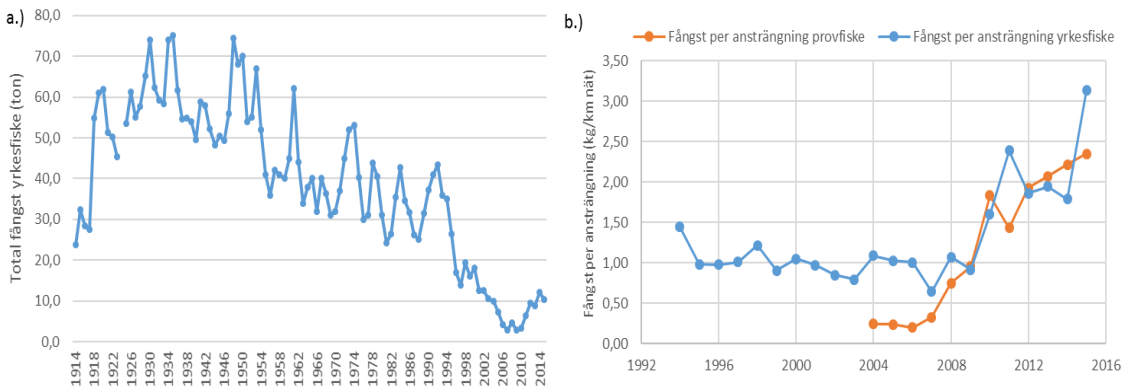 a.)
Total fångst yrkesfiske (ton)
80,0
70,0
60,0
50,0
40,0
30,0
20,0
10,0
0,0
1914 1918 1922 1926 1930 1934 1938 1942 1946 1950 1954 1958 1962 1966 1970 1974 1978 1982 1986 1990 1994 1998 2002 2006 2010 2014
b.)
Fångst per ansträngning provfiske Fångst per ansträngning yrkesfiske
Fångst per ansträngning (kg/km nät)
3,50
3,00
2,50
2,00
1,50
1,00
0,50
0,00
1992 1996 2000 2004 2008 2012 2016